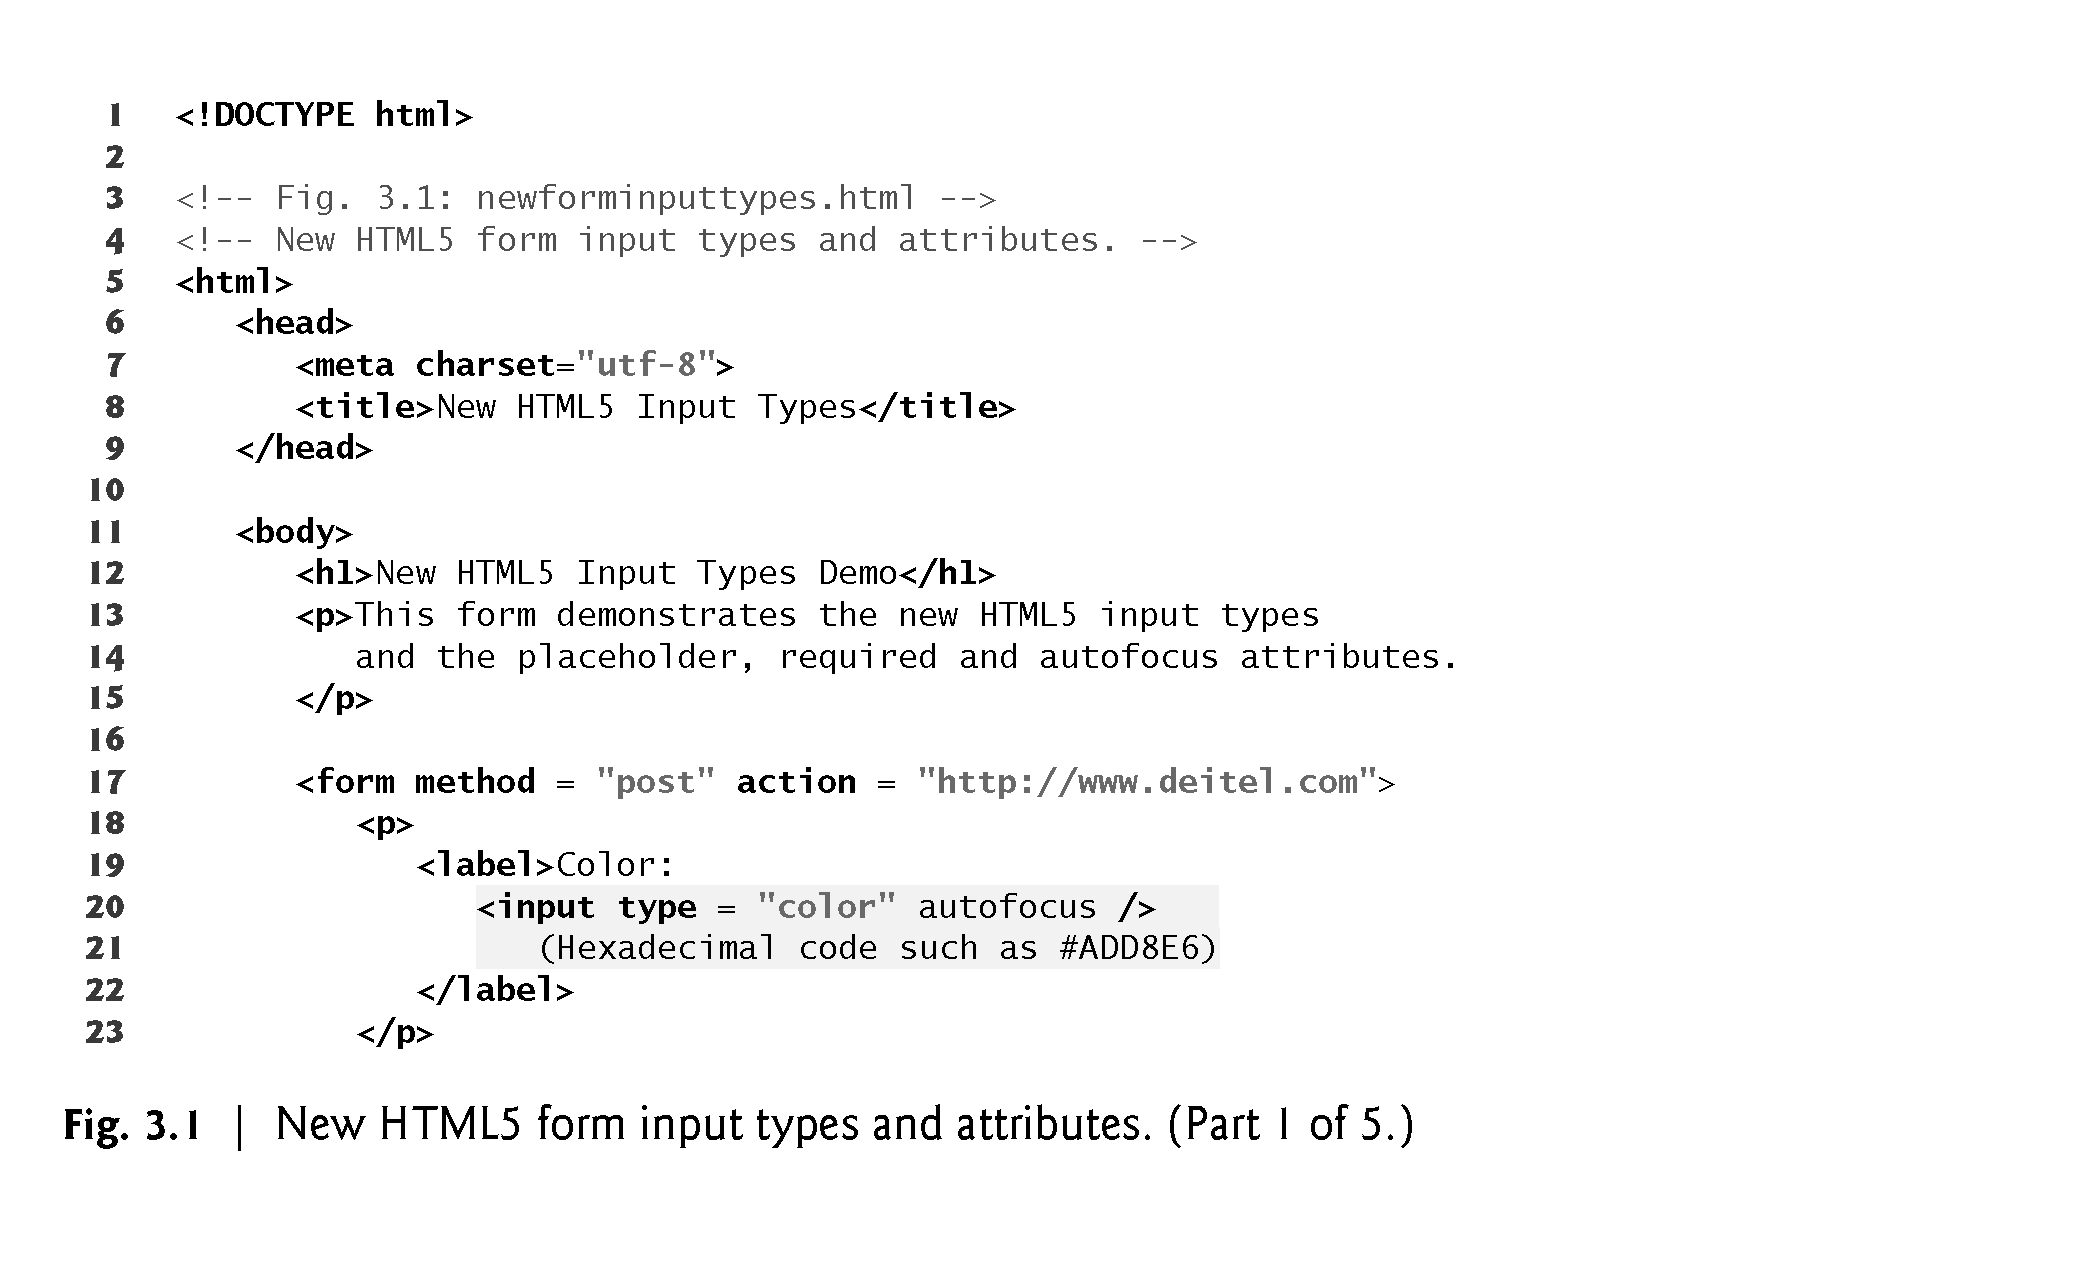 1 <!DOCTYPE html>
2
3 <!-- Fig. 3.1: newforminputtypes.html -->
4 <!-- New HTML5 form input types and attributes. -->
5 <html>
6 <head>
7 <meta charset="utf-8">
8 <title>New HTML5 Input Types</title>
9 </head>
10
11 <body>
12 <h1>New HTML5 Input Types Demo</h1>
13 <p>This form demonstrates the new HTML5 input types
14 and the placeholder, required and autofocus attributes.
15 </p>
16
17 <form method = "post" action = "http://www.deitel.com">
18 <p>
19 <label>Color:
20 <input type = "color" autofocus />
21 (Hexadecimal code such as #ADD8E6)
22 </label>
23 </p>
Fig. 3.1 | New HTML5 form input types and attributes. (Part 1 of 5.)